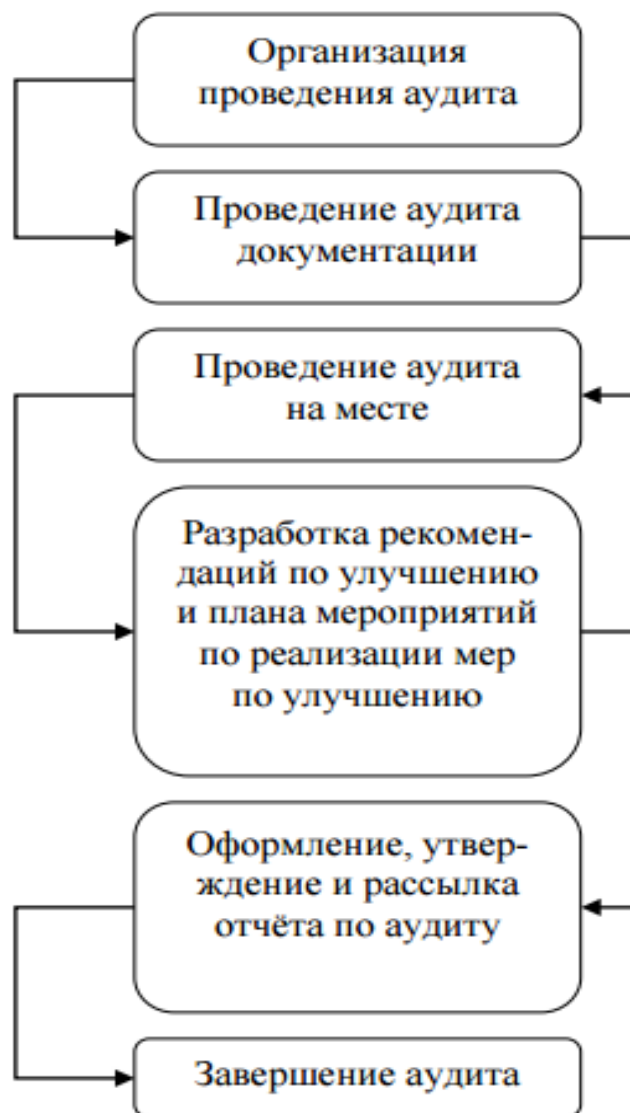 Организация
проведения аудита
Проведение аудита
документации
Проведение аудита
на месте
Разработка рекомен-
даций по улучшению
и плана мероприятий
по реализации мер
по улучшению
Оформление, утвер-
ждение и рассылка
отчёта по аудиту
Завершение аудита